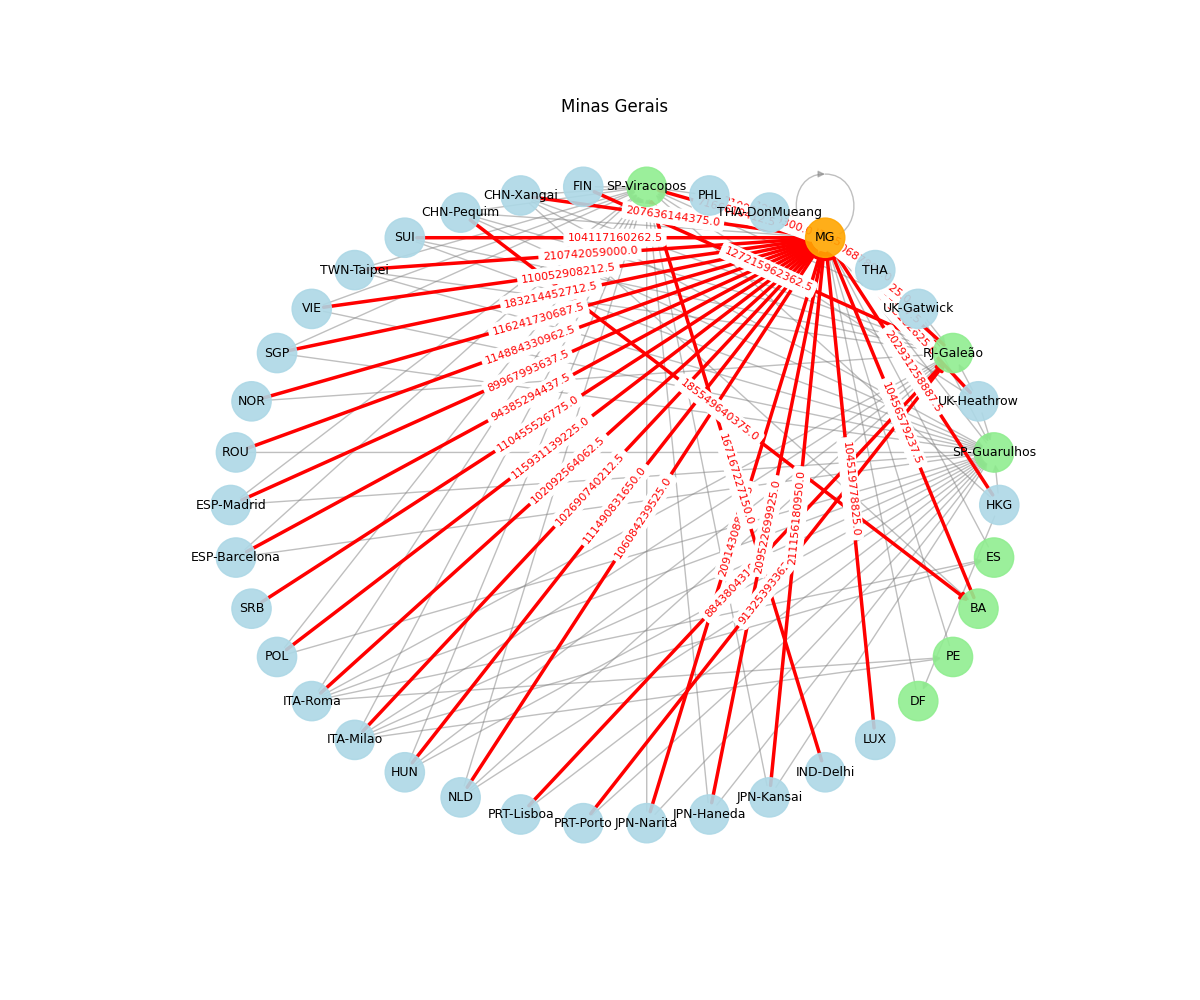 Minas Gerais
FIN
SP-Viracopos
PHL
CHN-Xangai
THA-DonMueang
CHN-Pequim
207636144375.0
SUI
104117160262.5
MG
210742059000.0
127215962362.5
TWN-Taipei
110052908212.5
THA
183214452712.5
VIE
UK-Gatwick
116241730687.5
114884330962.5
SGP
RJ-Galeão
89967993637.5
202931258887.5
94385294437.5
NOR
UK-Heathrow
110455526775.0
185549640375.0
10456579237.5
115931139225.0
ROU
SP-Guarulhos
102092564062.5
167167227150.0
102690740212.5
104519778825.0
ESP-Madrid
HKG
111490831650.0
106084239525.0
209522699925.0
211156180950.0
ESP-Barcelona
ES
SRB
BA
POL
PE
ITA-Roma
DF
ITA-Milao
LUX
HUN
IND-Delhi
NLD
JPN-Kansai
PRT-Lisboa
PRT-Porto
JPN-Narita
JPN-Haneda